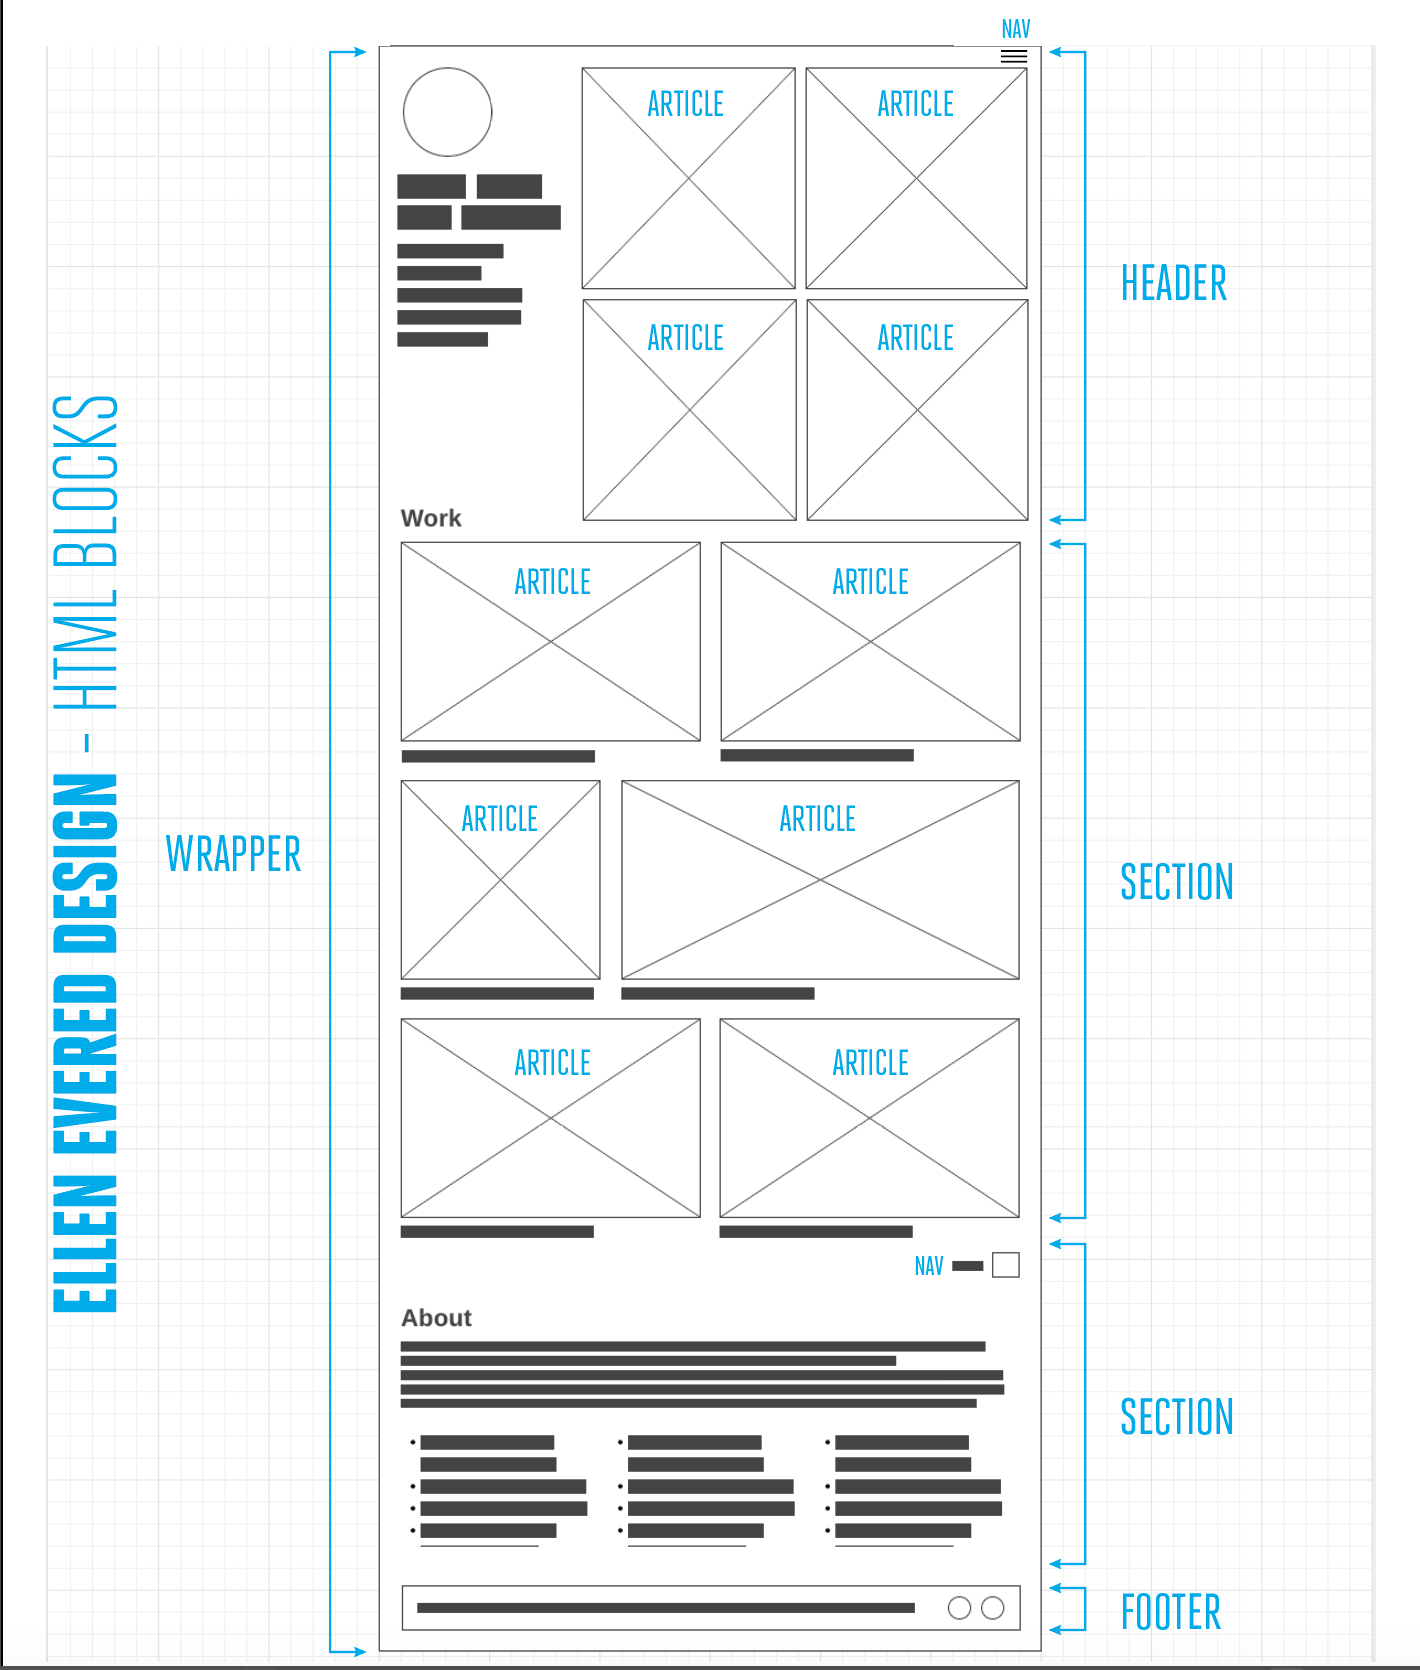 NAV
ARTICLE
ARTICLE
HEADER
ARTICLE
ARTICLE
Work
ARTICLE
ARTICLE
ELLEN EVERED DESIGN - HTML BLOCKS
WRAPPER
ARTICLE
ARTICLE
SECTION
ARTICLE
ARTICLE
NAV
About
SECTION
FOOTER